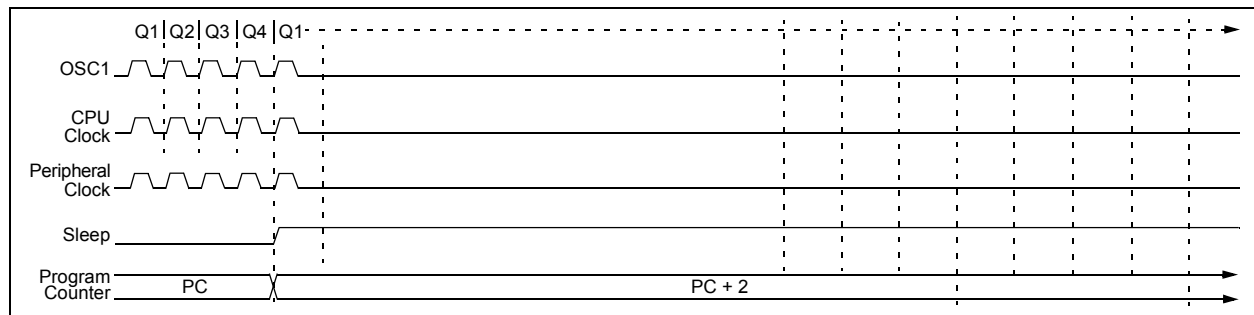 Q1 Q2 Q3 Q4 Q1
OSC1
CPU
Clock
Peripheral
Clock
Sleep
Program
Counter
PC
PC + 2